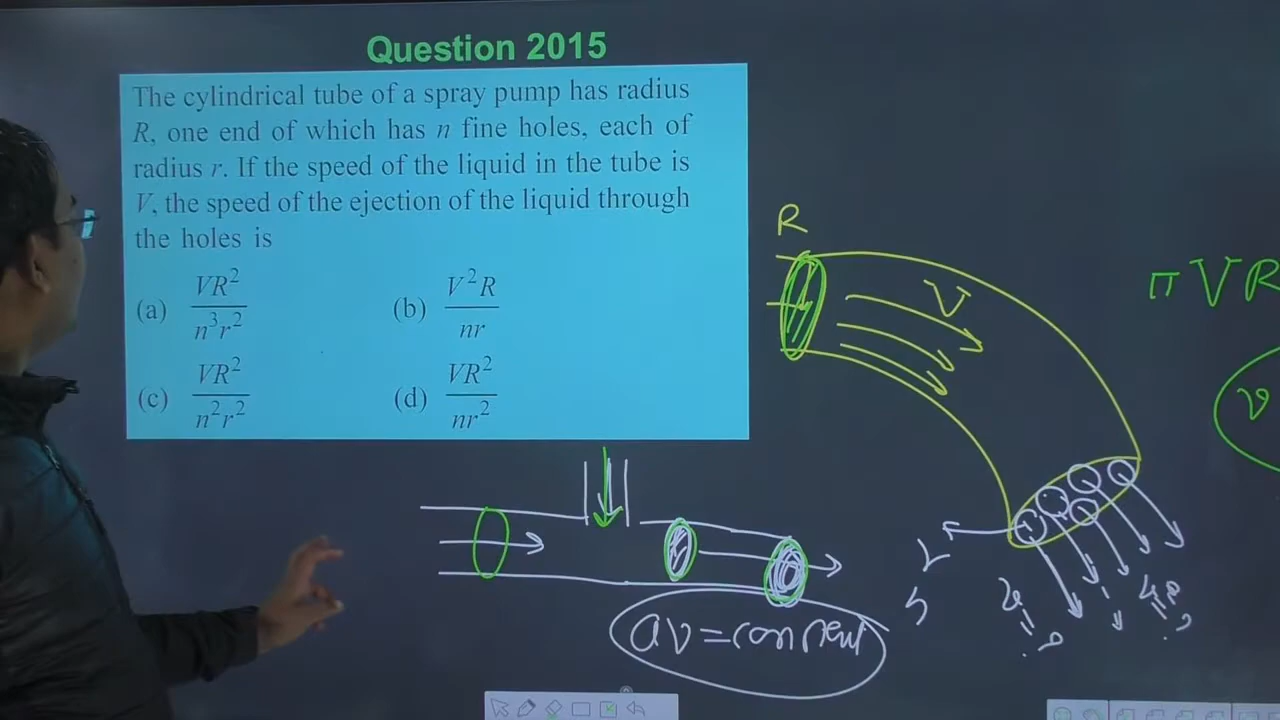 Question 2015
The cylindrical tube of a spray pump has radius
R, one end of which has n fine holes, each of
radius r. If the speed of the liquid in the tube is
V, the speed of the ejection of the liquid through
the holes is
(a) VR²/n³r² (b) V²R/nr
(c) VR²/n²r² (d) VR²/nr²
R
V
π V R
v
av = constent